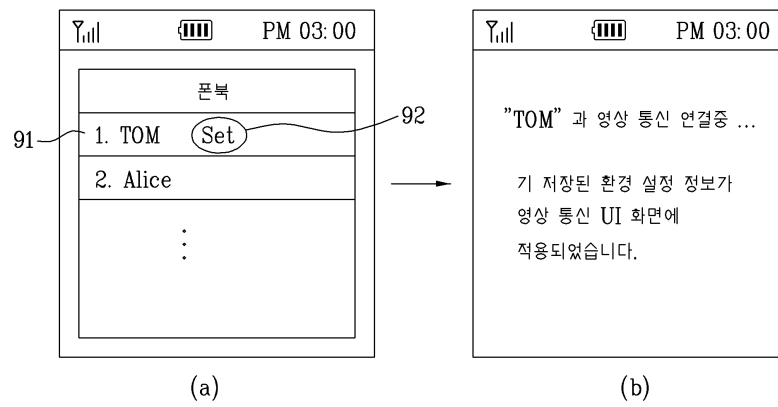 PM 03:00
폰북
91
1. TOM
Set
92
2. Alice
(a)
PM 03:00
"TOM" 과 영상 통신 연결중 ...
기 저장된 환경 설정 정보가
영상 통신 UI 화면에
적용되었습니다.
(b)